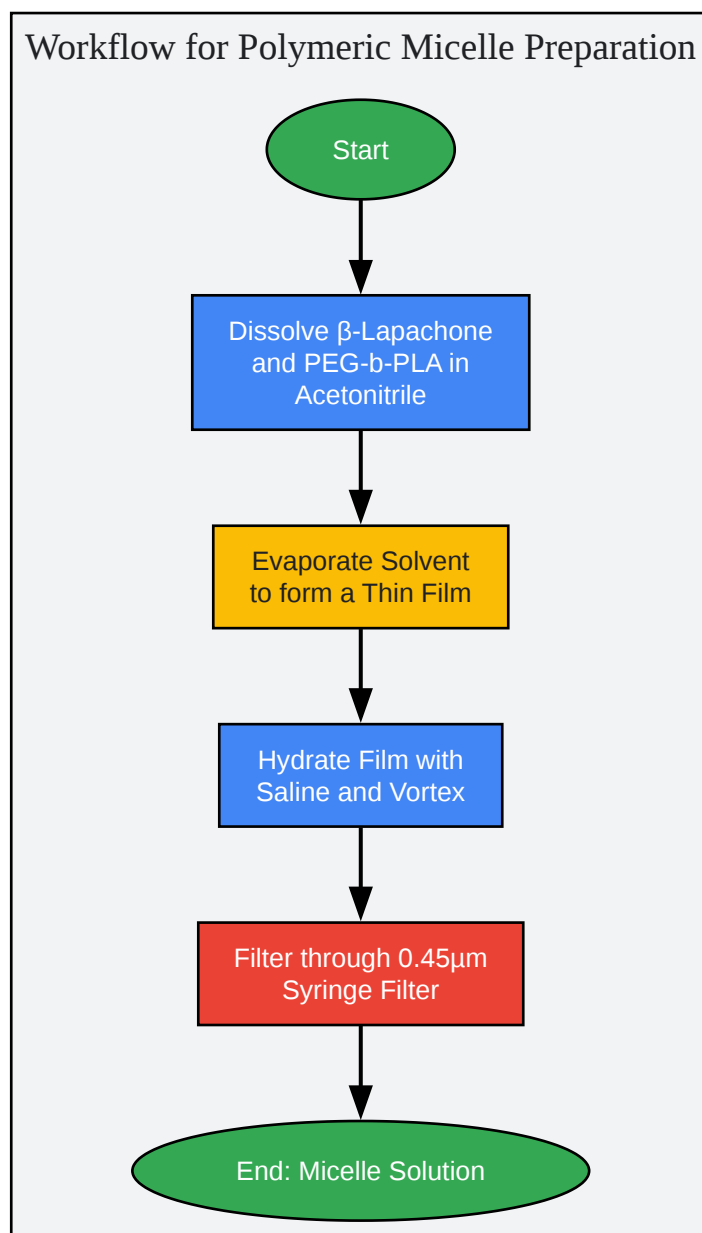 Workflow for Polymeric Micelle Preparation
Start
Dissolve β-Lapachone
and PEG-b-PLA in
Acetonitrile
Evaporate Solvent
to form a Thin Film
Hydrate Film with
Saline and Vortex
Filter through 0.45µm
Syringe Filter
End: Micelle Solution